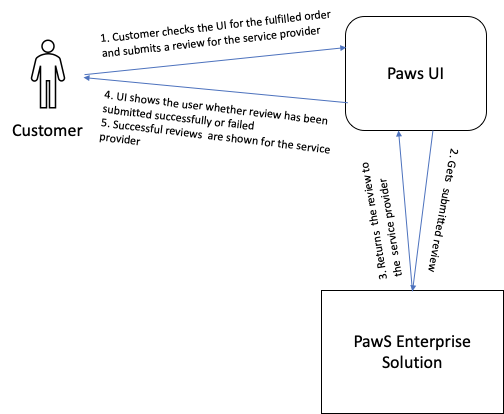 1. Customer checks the UI for the fulfilled order
and submits a review for the service provider
Paws UI
4. UI shows the user whether review has been
submitted successfully or failed
5. Successful reviews are shown for the service
provider
Customer
2. Gets submitted review
3. Returns the review to
the service provider
PawS Enterprise
Solution